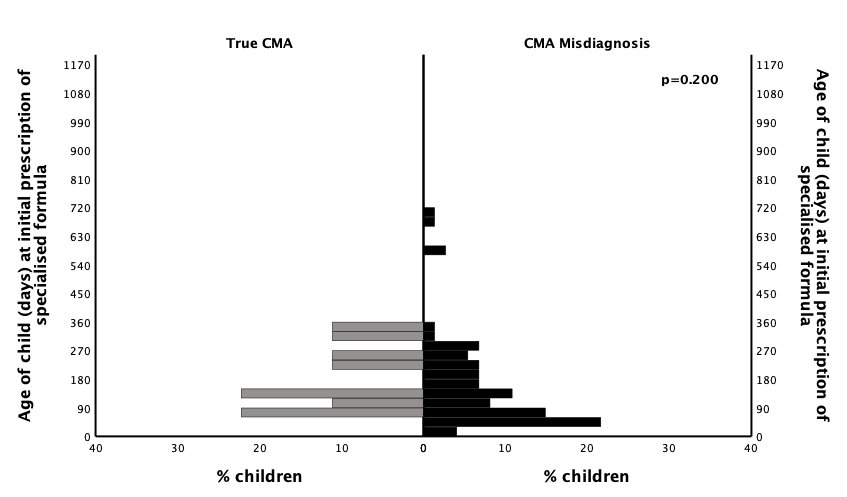 True CMA
CMA Misdiagnosis
p=0.200
Age of child (days) at initial prescription of
specialised formula
1170
1080
990
900
810
720
630
540
450
360
270
180
90
0
1170
1080
990
900
810
720
630
540
450
360
270
180
90
0
Age of child (days) at initial prescription of
specialised formula
40 30 20 10 0 10 20 30 40
% children
% children